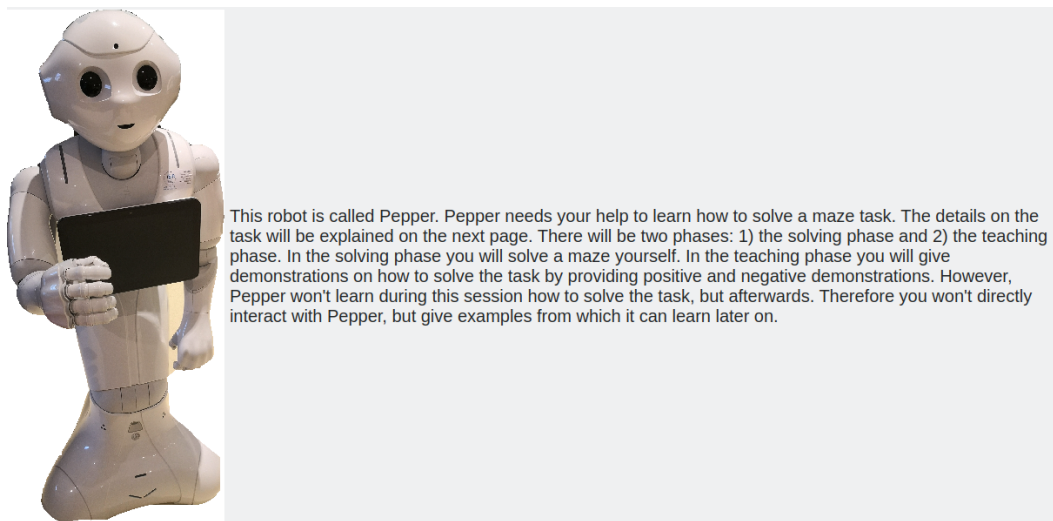 This robot is called Pepper. Pepper needs your help to learn how to solve a maze task. The details on the
task will be explained on the next page. There will be two phases: 1) the solving phase and 2) the teaching
phase. In the solving phase you will solve a maze yourself. In the teaching phase you will give
demonstrations on how to solve the task by providing positive and negative demonstrations. However,
Pepper won't learn during this session how to solve the task, but afterwards. Therefore you won't directly
interact with Pepper, but give examples from which it can learn later on.